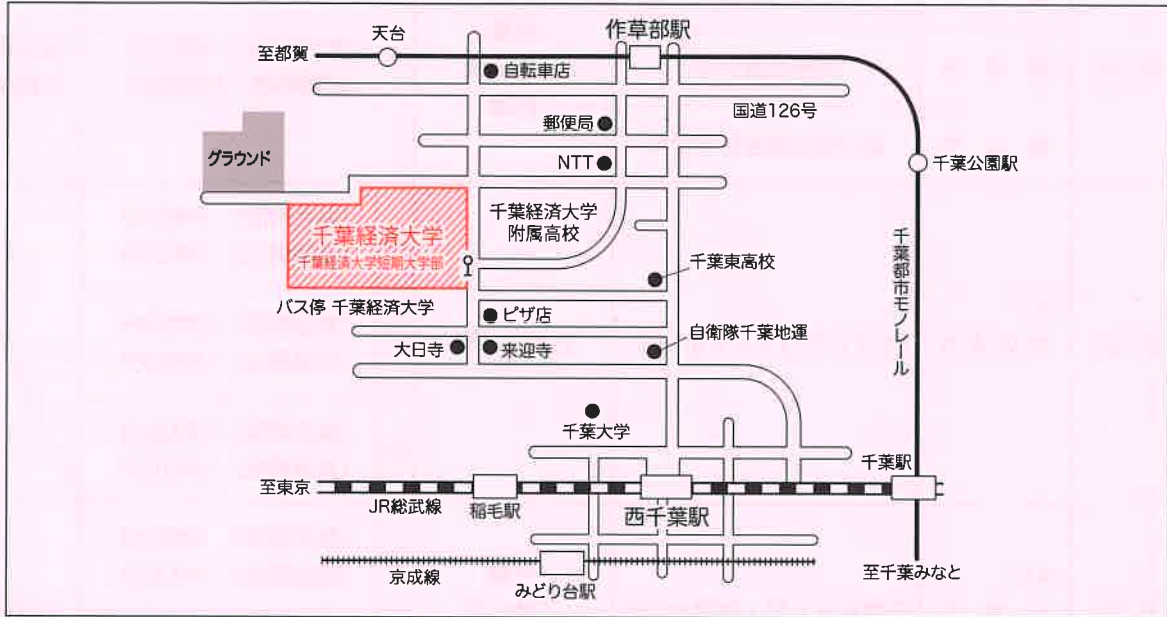 作草部駅
天台
至都賀
自転車店
国道126号
郵便局
グラウンド
NTT
千葉公園駅
千葉経済大学
附属高校
千葉経済大学
千葉経済大学短期大学部
千葉都市モノレール
千葉東高校
バス停 千葉経済大学
ピザ店
自衛隊千葉地連
大日寺
来迎寺
千葉大学
千葉駅
至東京
JR総武線
稲毛駅
西千葉駅
京成線
みどり台駅
至千葉みなと